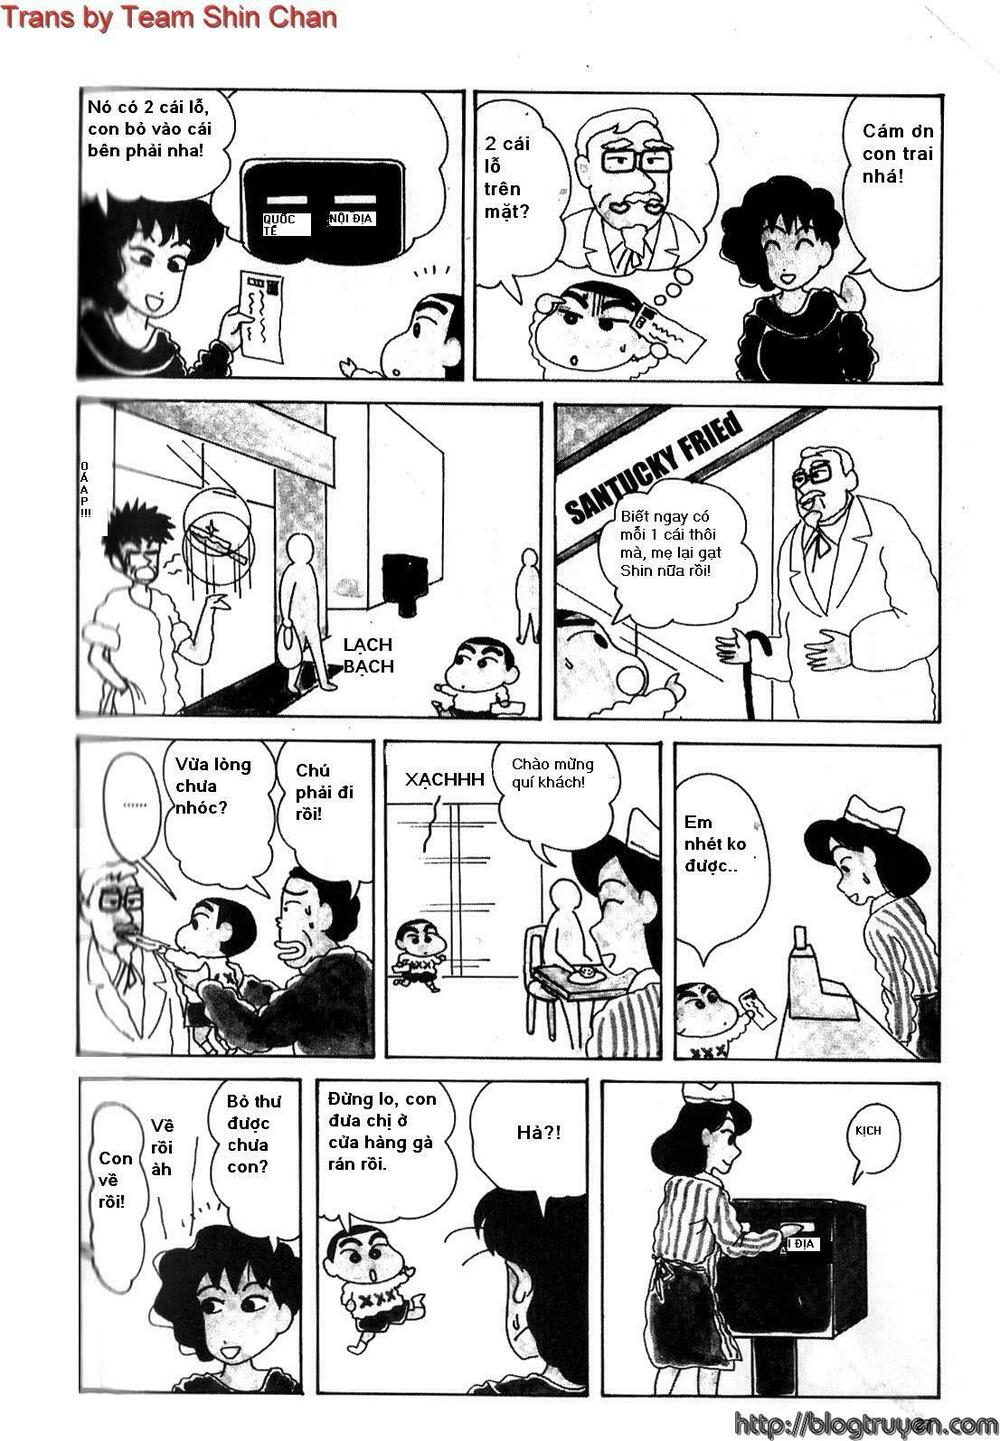 Trans by Team Shin Chan
Nó có 2 cái lỗ,
con bỏ vào cái
bên phải nha!
QUỐC
TẾ
NỘI ĐỊA
2 cái
lỗ
trên
mặt?
Cám ơn
con trai
nhá!
O
Á
A
P
!!!
LẠCH
BẠCH
SANTUCKY FRIEd
Biết ngay có
mỗi 1 cái thôi
mà, mẹ lại gạt
Shin nữa rồi!
......
Vừa lòng
chưa
nhóc?
Chú
phải đi
rồi!
XẠCHHH
Chào mừng
quí khách!
Em
nhét ko
được..
Con
về
rồi!
Về
rồi
àh
Bỏ thư
được
chưa
con?
Đừng lo, con
đưa chị ở
cửa hàng gà
rán rồi.
Hả?!
KỊCH
I ĐỊA
http://blogtruyen.com